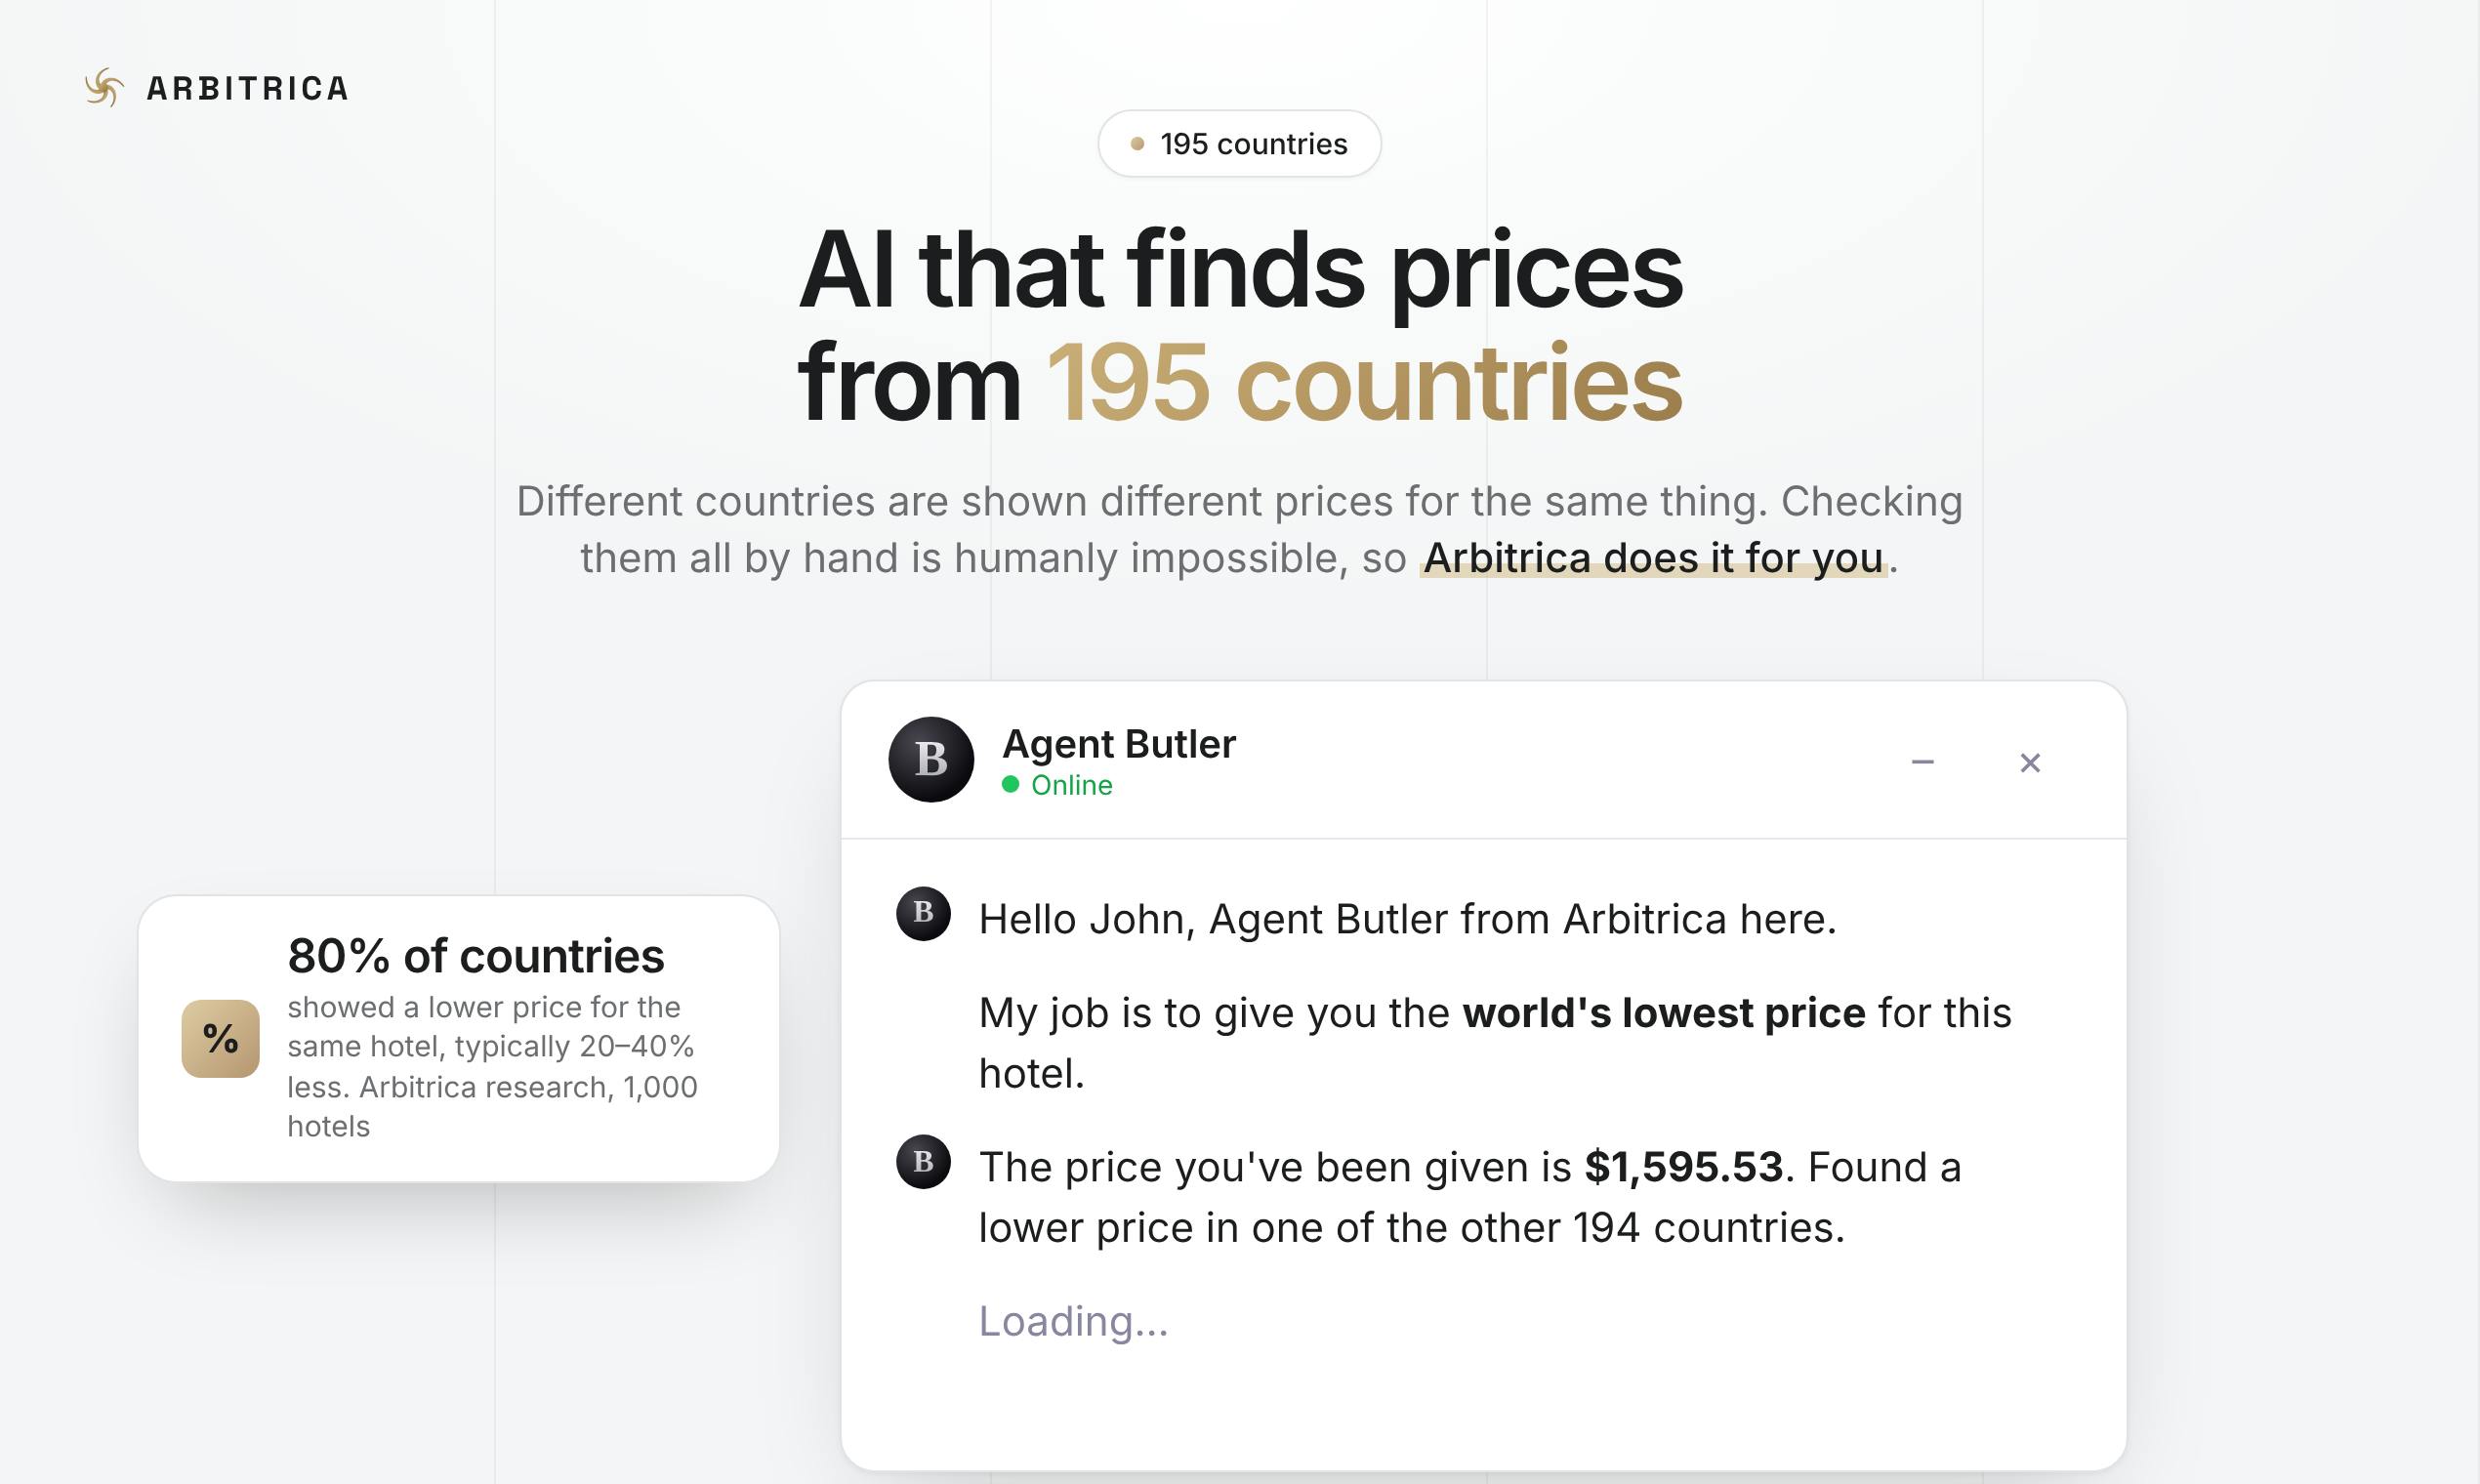 ARBITRICA
195 countries
AI that finds prices
from 195 countries
Different countries are shown different prices for the same thing. Checking
them all by hand is humanly impossible, so Arbitrica does it for you.
80% of countries
showed a lower price for the
same hotel, typically 20–40%
less. Arbitrica research, 1,000
hotels
%
B
Agent Butler
Online
B
Hello John, Agent Butler from Arbitrica here.
My job is to give you the world's lowest price for this
hotel.
B
The price you've been given is $1,595.53. Found a
lower price in one of the other 194 countries.
Loading...